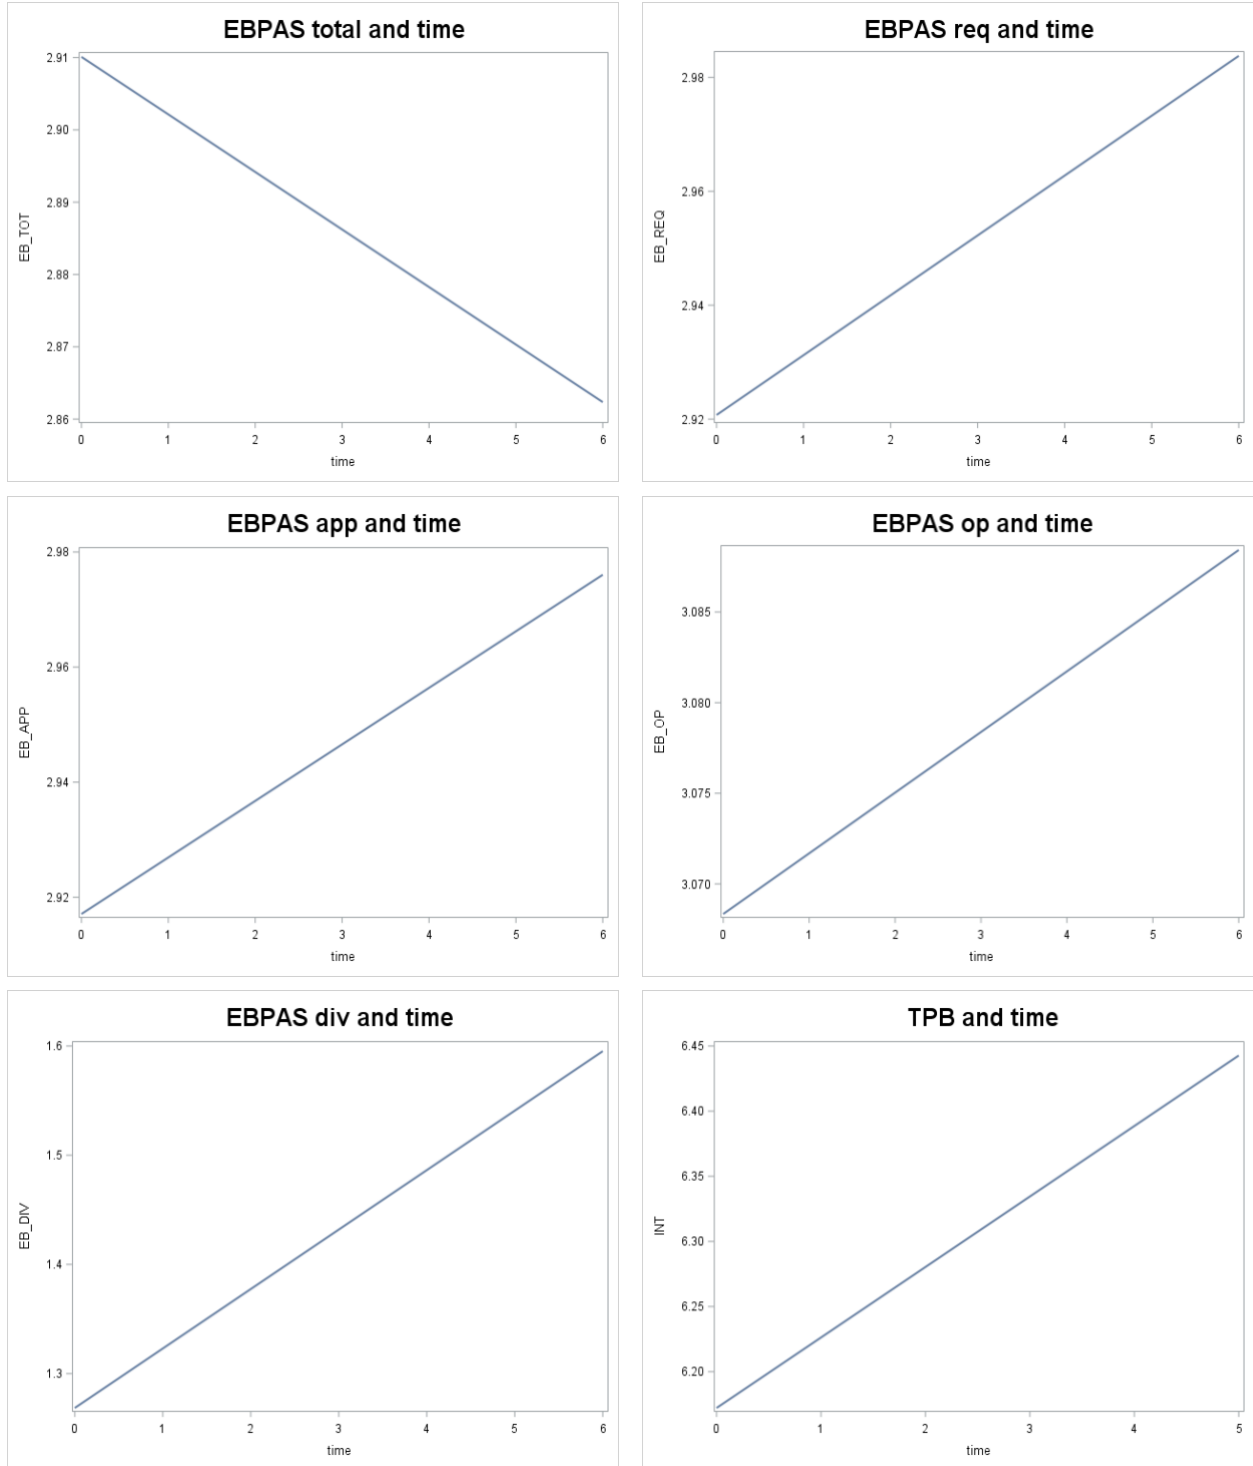 EBPAS total and time
2.91
2.90
2.89
2.88
2.87
2.86
EB_TOT
0 1 2 3 4 5 6
time
EBPAS req and time
2.98
2.96
2.94
2.92
EB_REQ
0 1 2 3 4 5 6
time
EBPAS app and time
2.98
2.96
2.94
2.92
EB_APP
0 1 2 3 4 5 6
time
EBPAS op and time
3.085
3.080
3.075
3.070
EB_OP
0 1 2 3 4 5 6
time
EBPAS div and time
1.6
1.5
1.4
1.3
EB_DIV
0 1 2 3 4 5 6
time
TPB and time
6.45
6.40
6.35
6.30
6.25
6.20
INT
0 1 2 3 4 5
time